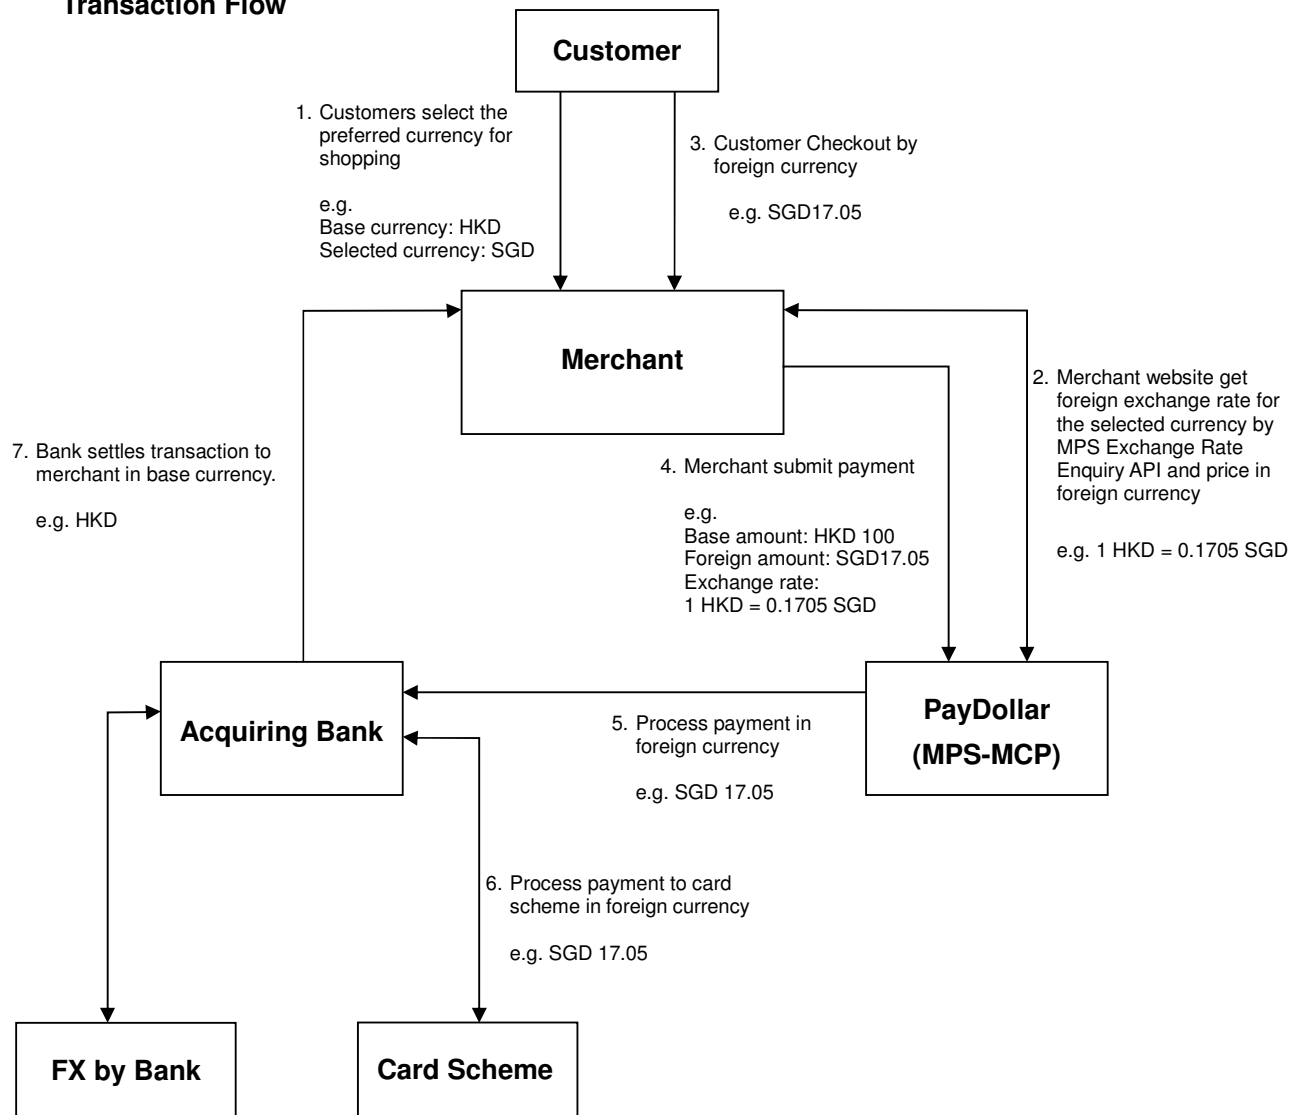 Transaction Flow
Customer
1. Customers select the
preferred currency for
shopping
e.g.
Base currency: HKD
Selected currency: SGD
3. Customer Checkout by
foreign currency
e.g. SGD17.05
Merchant
2. Merchant website get
foreign exchange rate for
the selected currency by
MPS Exchange Rate
Enquiry API and price in
foreign currency
e.g. 1 HKD = 0.1705 SGD
7. Bank settles transaction to
merchant in base currency.
e.g. HKD
4. Merchant submit payment
e.g.
Base amount: HKD 100
Foreign amount: SGD17.05
Exchange rate:
1 HKD = 0.1705 SGD
Acquiring Bank
PayDollar
(MPS-MCP)
5. Process payment in
foreign currency
e.g. SGD 17.05
6. Process payment to card
scheme in foreign currency
e.g. SGD 17.05
FX by Bank
Card Scheme